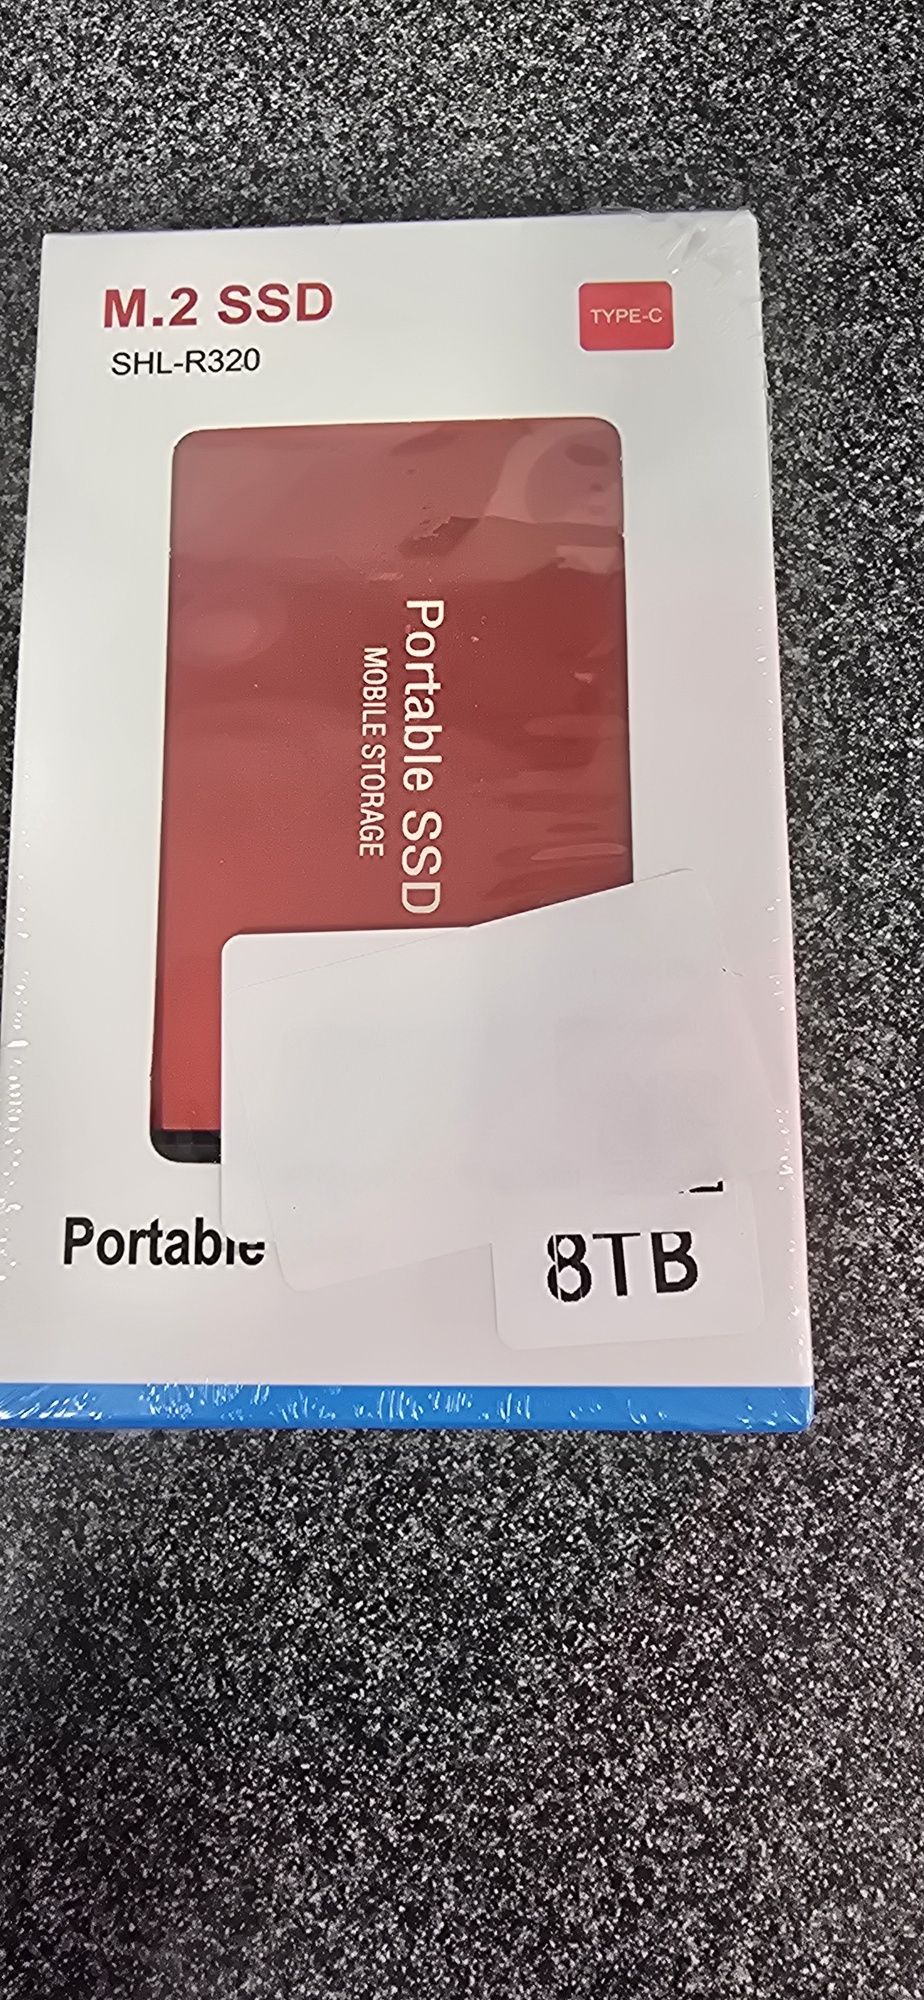 M.2 SSD
TYPE-C
SHL-R320
Portable SSD
MOBILE STORAGE
Portable
8TB